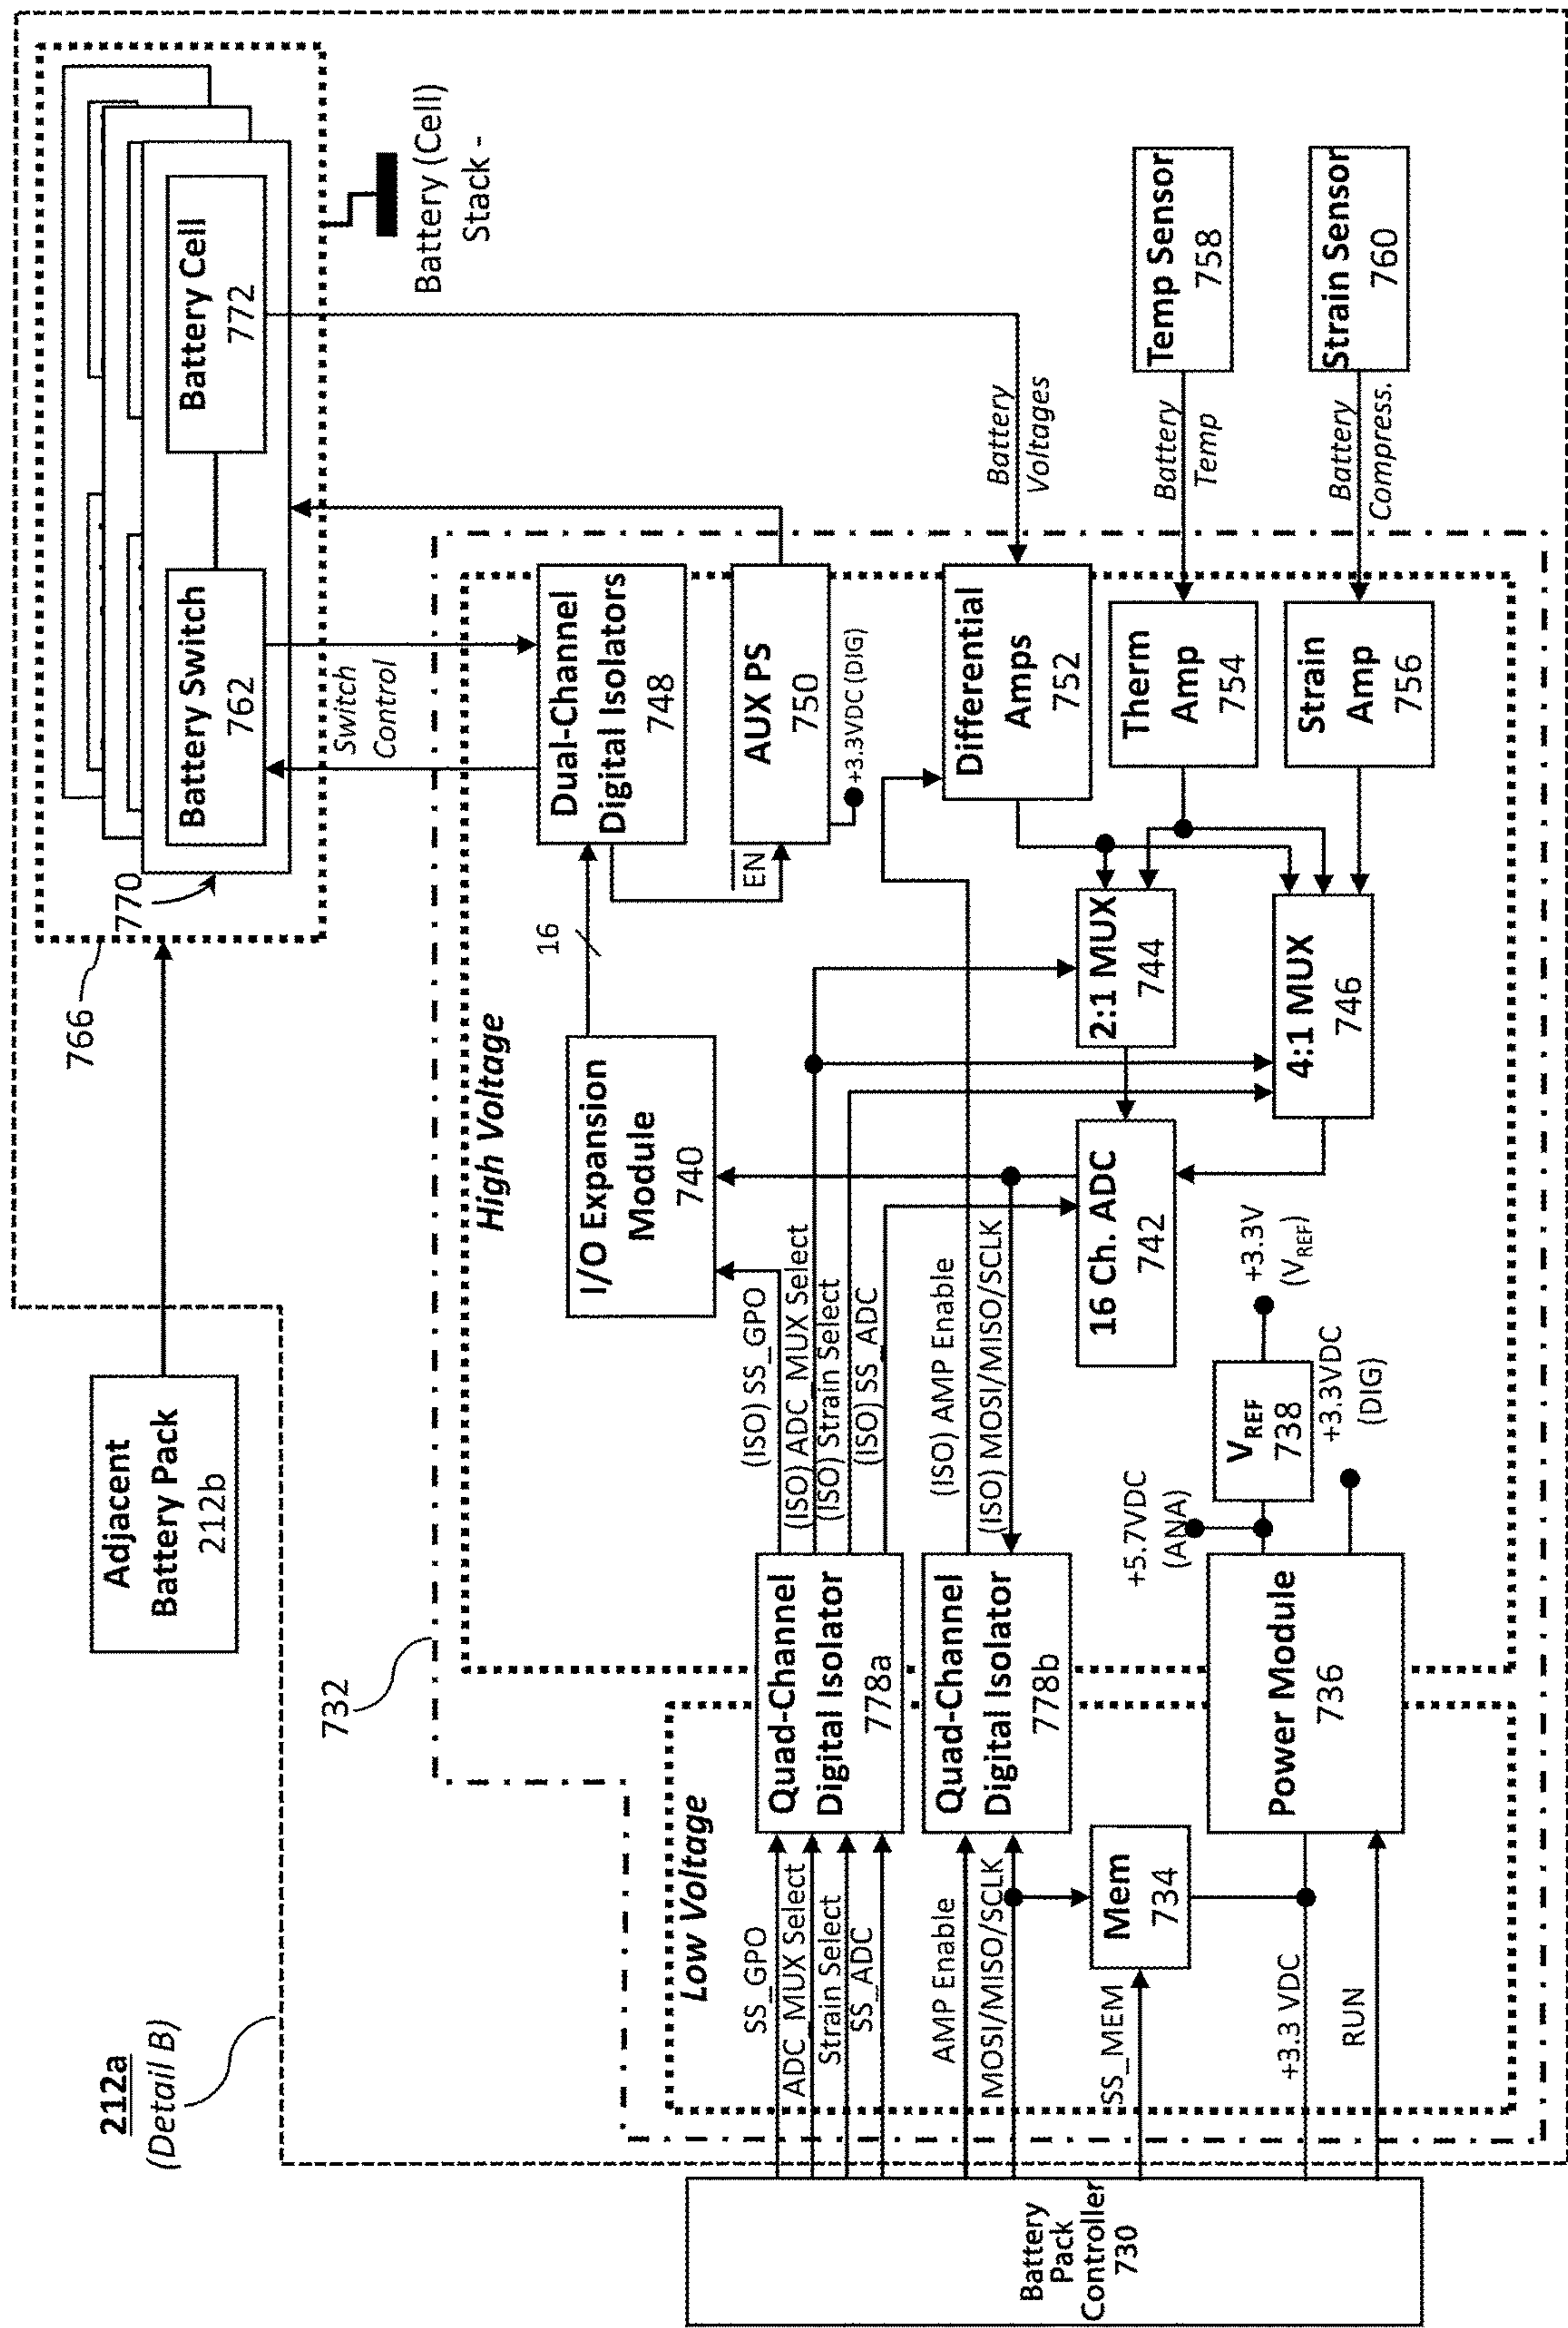 212a
(Detail B)
Adjacent
Battery Pack
212b
766
770
Battery Switch
762
Battery Cell
772
Battery (Cell)
Stack -
732
High Voltage
Low Voltage
Switch
Control
Battery
Pack
Controller
730
SS_GPO
ADC_MUX Select
Strain Select
SS_ADC
AMP Enable
MOSI/MISO/SCLK
SS_MEM
+3.3 VDC
RUN
Quad-Channel
Digital Isolator
778a
Quad-Channel
Digital Isolator
778b
Mem
734
Power Module
736
(ISO) SS_GPO
(ISO) ADC_MUX Select
(ISO) Strain Select
(ISO) SS_ADC
(ISO) AMP Enable
(ISO) MOSI/MISO/SCLK
+5.7VDC
(ANA)
VREF
738
+3.3V
(VREF)
+3.3VDC
(DIG)
I/O Expansion
Module
740
16
16 Ch. ADC
742
2:1 MUX
744
4:1 MUX
746
Dual-Channel
Digital Isolators
748
EN
AUX PS
750
+3.3VDC (DIG)
Differential
Amps
752
Therm
Amp
754
Strain
Amp
756
Battery
Voltages
Battery
Temp
Battery
Compress.
Temp Sensor
758
Strain Sensor
760